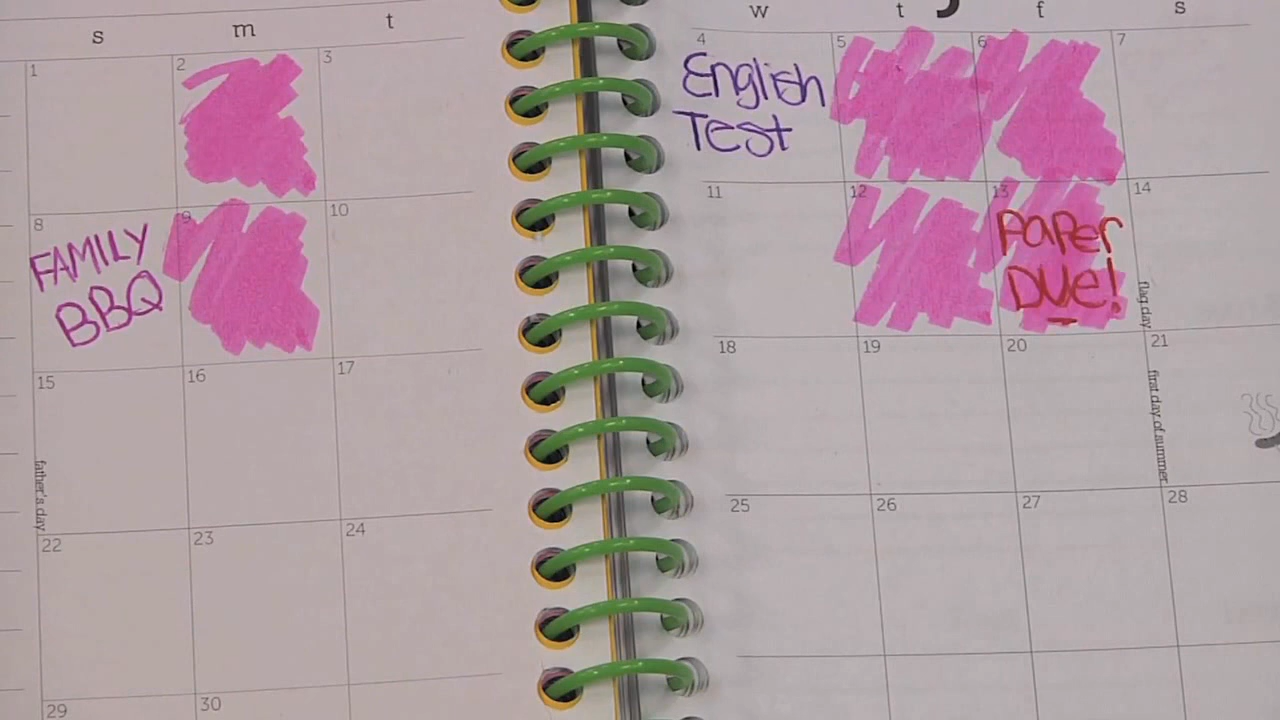 s m t w t f s
1 2 3 4 5 6 7
English
Test
8 9 10 11 12 13 14
FAMILY
BBQ
PaPer
Due!
flag day
15 16 17 18 19 20 21
father's day
first day of summer
22 23 24 25 26 27 28
29 30